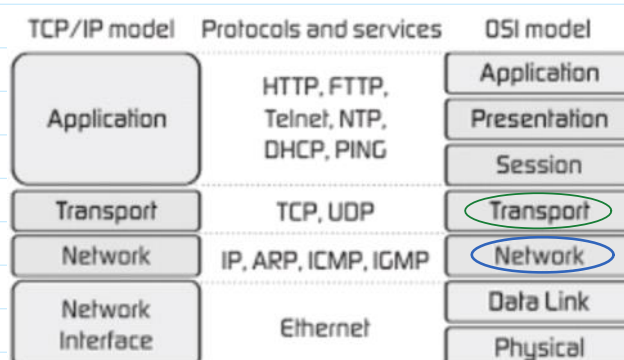 TCP/IP model Protocols and services OSI model
Application
HTTP, FTTP,
Telnet, NTP,
DHCP, PING
Application
Presentation
Session
Transport TCP, UDP Transport
Network IP, ARP, ICMP, IGMP Network
Network
Interface
Ethernet
Data Link
Physical